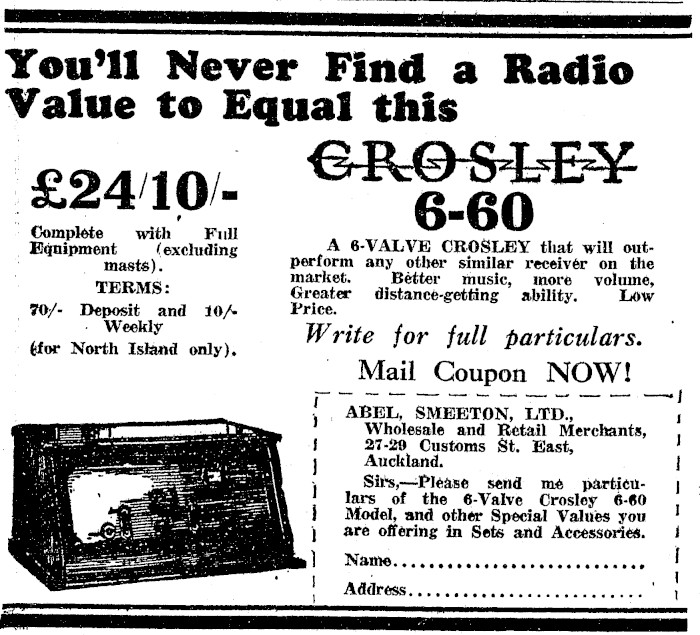 You'll Never Find a Radio
Value to Equal this
£24/10/-
Complete with Full
Equipment (excluding
masts).
TERMS:
70/- Deposit and 10/-
Weekly
(for North Island only).
CROSLEY
6-60
A 6-VALVE CROSLEY that will out-
perform any other similar receiver on the
market. Better music, more volume,
Greater distance-getting ability. Low
Price.
Write for full particulars.
Mail Coupon NOW!
ABEL, SMEETON, LTD.,
Wholesale and Retail Merchants,
27-29 Customs St. East,
Auckland.
Sirs,—Please send me particu-
lars of the 6-Valve Crosley 6-60
Model, and other Special Values you
are offering in Sets and Accessories.
Name..............................
Address...........................